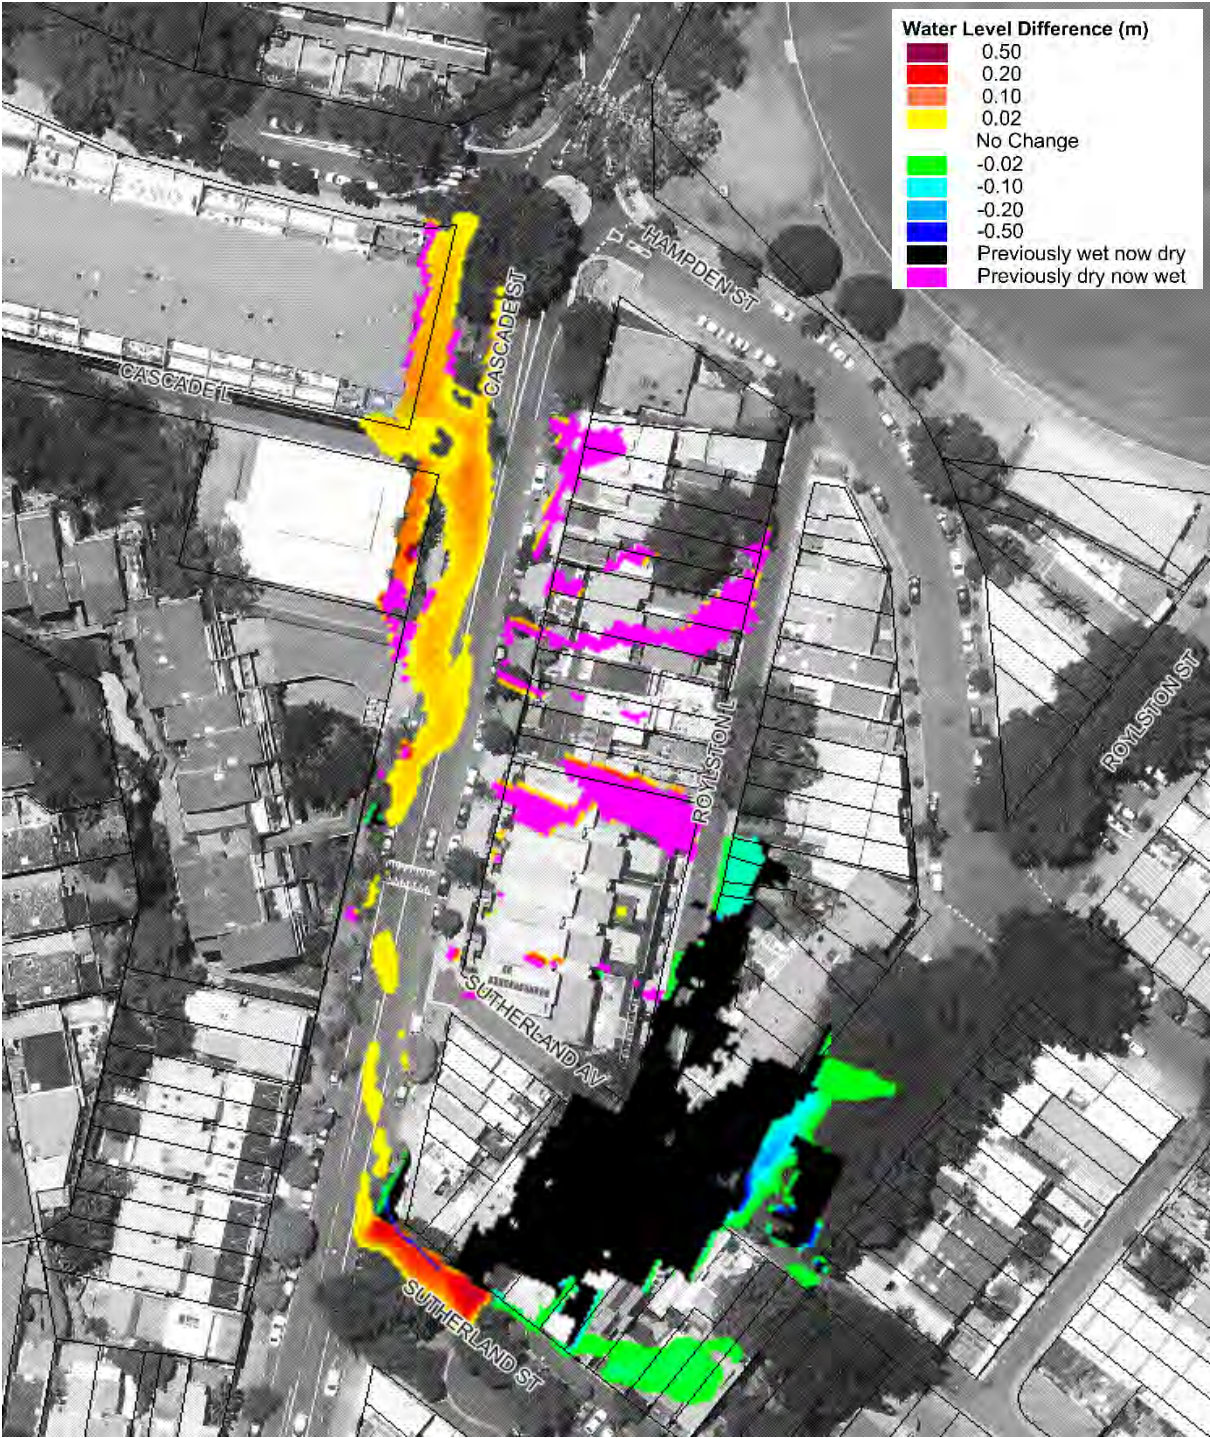 Water Level Difference (m)
0.50
0.20
0.10
0.02
No Change
-0.02
-0.10
-0.20
-0.50
Previously wet now dry
Previously dry now wet
HAMPDEN ST
CASCADE ST
CASCADE L
ROYLSTON ST
ROYLSTON L
SUTHERLAND AV
SUTHERLAND ST